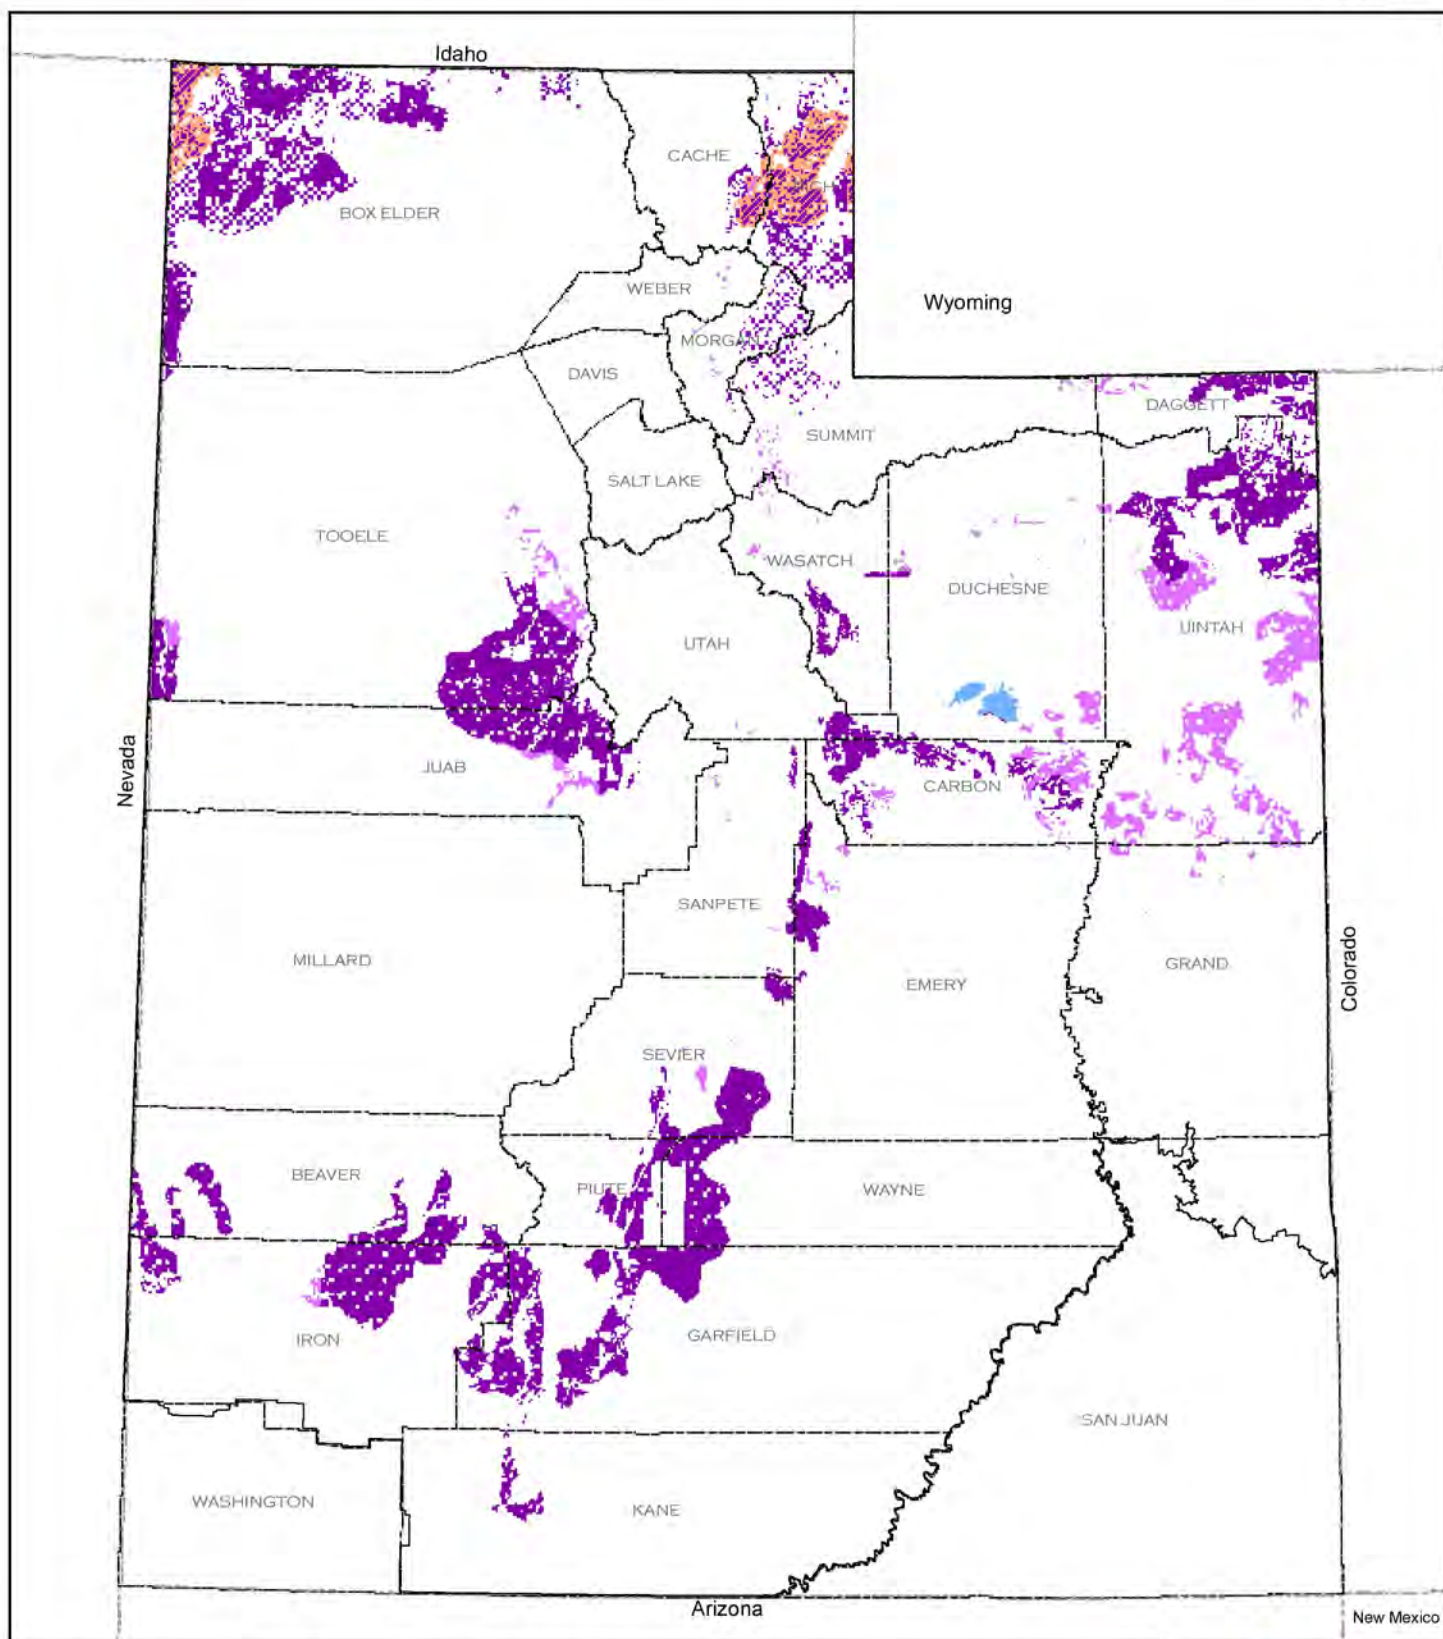 Idaho
CACHE
RICH
BOX ELDER
WEBER
Wyoming
MORGAN
DAVIS
DAGGETT
SUMMIT
SALT LAKE
TOOELE
WASATCH
DUCHESNE
UINTAH
UTAH
JUAB
CARBON
Nevada
SANPETE
MILLARD
EMERY
GRAND
Colorado
SEVIER
BEAVER
PIUTE
WAYNE
IRON
GARFIELD
SAN JUAN
WASHINGTON
KANE
Arizona
New Mexico